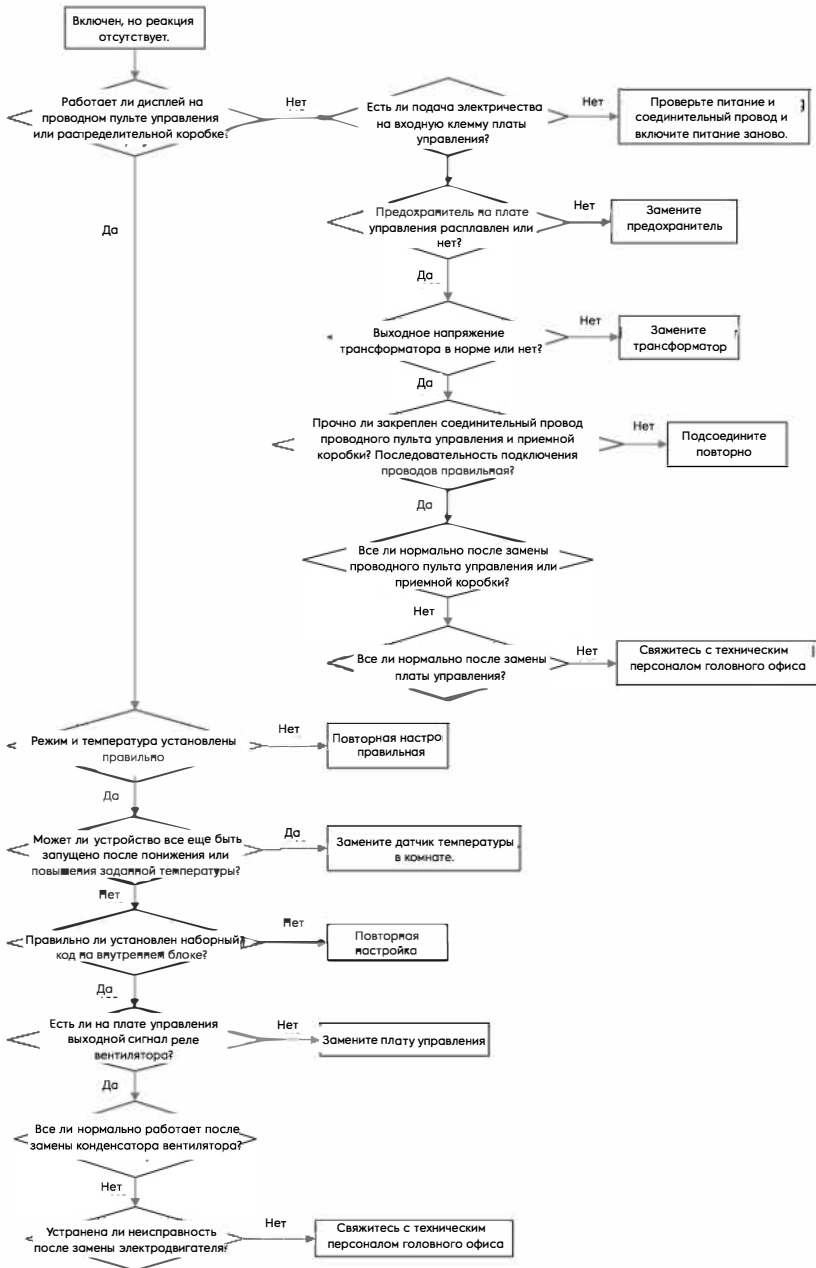 Включен, но реакция
отсутствует.
Работает ли дисплей на
проводном пульте управления
или распределительной коробке?
Нет
Есть ли подача электричества
на входную клемму платы
управления?
Нет
Проверьте питание и
соединительный провод и
включите питание заново.
Да
Предохранитель на плате
управления расплавлен или
нет?
Нет
Замените
предохранитель
Да
Выходное напряжение
трансформатора в норме или нет?
Нет
Замените
трансформатор
Да
Прочно ли закреплен соединительный провод
проводного пульта управления и приемной
коробки? Последовательность подключения
проводов правильная?
Нет
Подсоедините
повторно
Да
Все ли нормально после замены
проводного пульта управления или
приемной коробки?
Нет
Все ли нормально после замены
платы управления?
Нет
Свяжитесь с техническим
персоналом головного офиса
Режим и температура установлены
правильно
Нет
Повторная настро
правильная
Да
Может ли устройство все еще быть
запущено после понижения или
повышения заданной температуры?
Да
Замените датчик температуры
в комнате.
Нет
Правильно ли установлен наборный
код на внутреннем блоке?
Нет
Повторная
настройка
Да
Есть ли на плате управления
выходной сигнал реле
вентилятора?
Нет
Замените плату управления
Да
Все ли нормально работает после
замены конденсатора вентилятора?
Нет
Устранена ли неисправность
после замены электродвигателя?
Нет
Свяжитесь с техническим
персоналом головного офиса